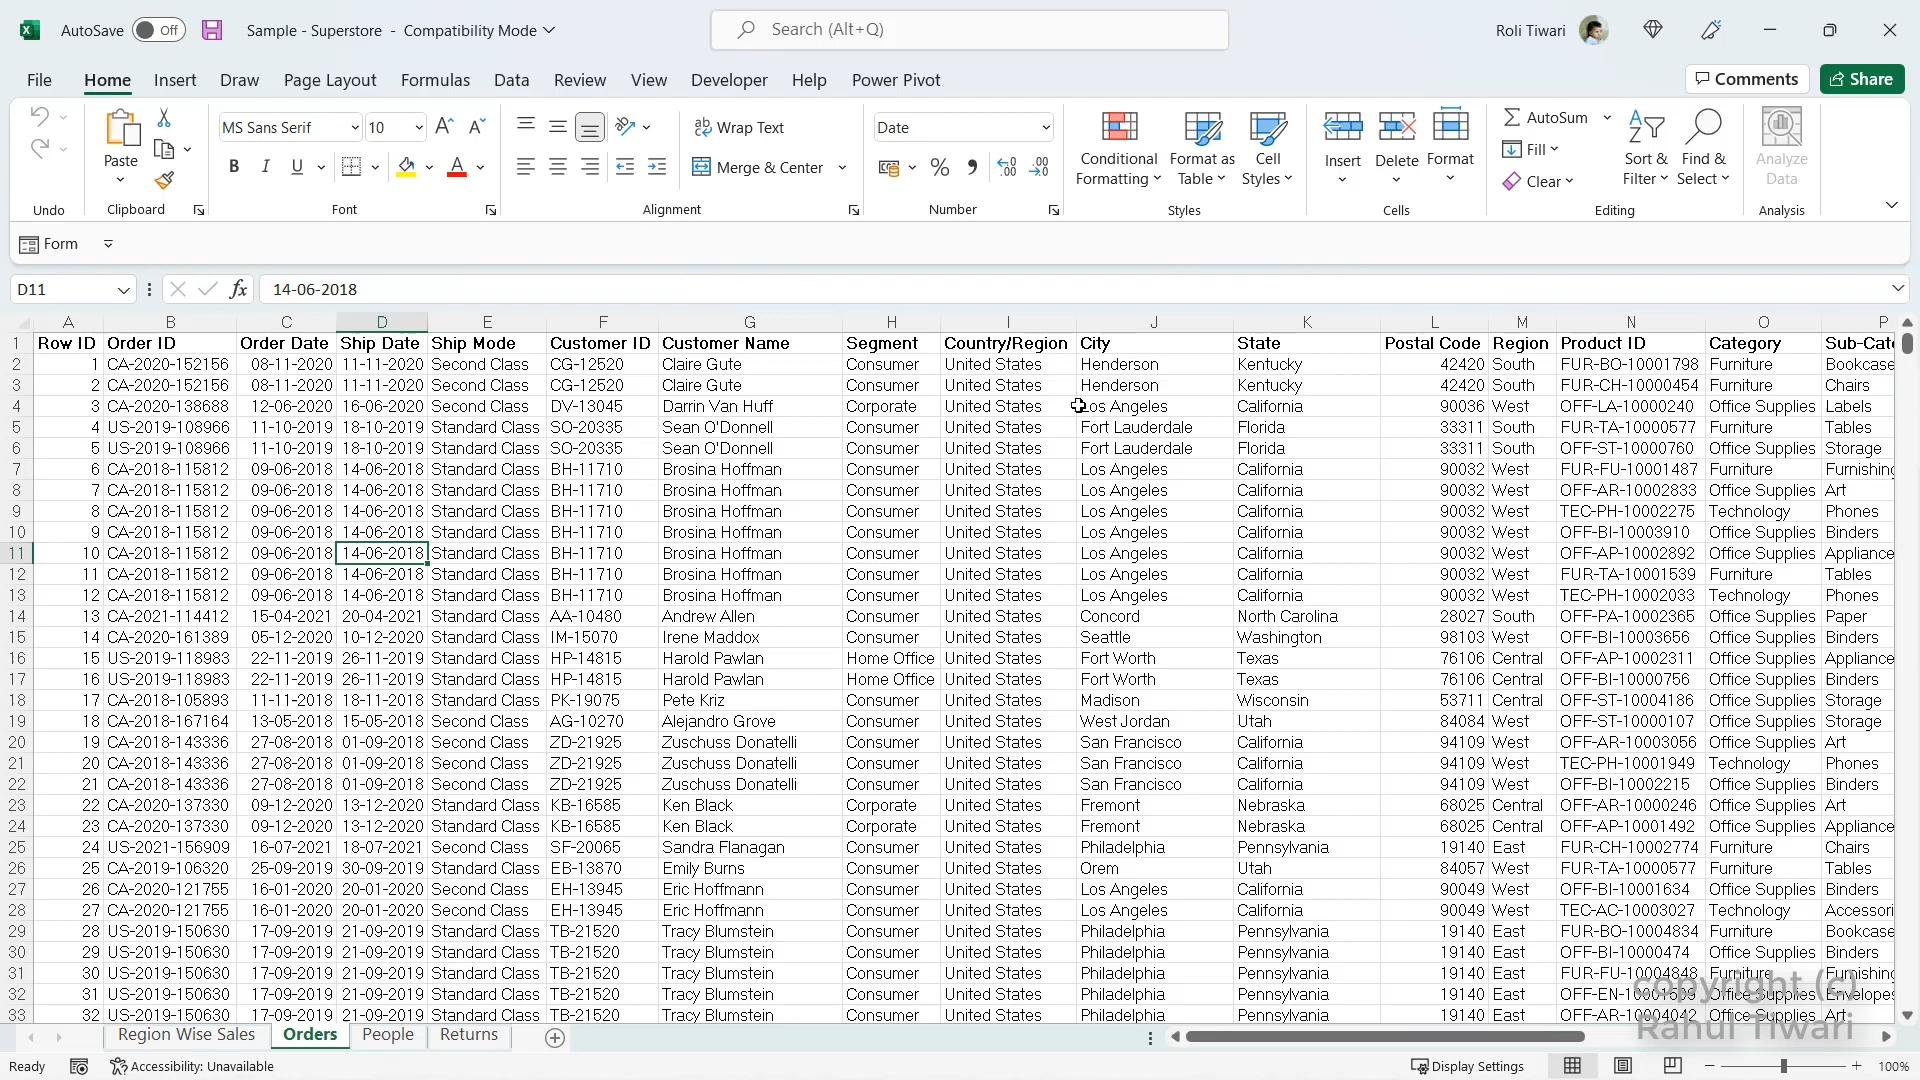 AutoSave Off Sample - Superstore - Compatibility Mode Search (Alt+Q) Roli Tiwari
File Home Insert Draw Page Layout Formulas Data Review View Developer Help Power Pivot Comments Share
Paste MS Sans Serif 10 Wrap Text Date Conditional Formatting Format as Table Cell Styles Insert Delete Format AutoSum Fill Clear Sort & Filter Find & Select Analyze Data
B I U Merge & Center % ,
Undo Clipboard Font Alignment Number Styles Cells Editing Analysis
Form
D11 fx 14-06-2018
A B C D E F G H I J K L M N O P
1 Row ID Order ID Order Date Ship Date Ship Mode Customer ID Customer Name Segment Country/Region City State Postal Code Region Product ID Category Sub-Cate
2 1 CA-2020-152156 08-11-2020 11-11-2020 Second Class CG-12520 Claire Gute Consumer United States Henderson Kentucky 42420 South FUR-BO-10001798 Furniture Bookcase
3 2 CA-2020-152156 08-11-2020 11-11-2020 Second Class CG-12520 Claire Gute Consumer United States Henderson Kentucky 42420 South FUR-CH-10000454 Furniture Chairs
4 3 CA-2020-138688 12-06-2020 16-06-2020 Second Class DV-13045 Darrin Van Huff Corporate United States Los Angeles California 90036 West OFF-LA-10000240 Office Supplies Labels
5 4 US-2019-108966 11-10-2019 18-10-2019 Standard Class SO-20335 Sean O'Donnell Consumer United States Fort Lauderdale Florida 33311 South FUR-TA-10000577 Furniture Tables
6 5 US-2019-108966 11-10-2019 18-10-2019 Standard Class SO-20335 Sean O'Donnell Consumer United States Fort Lauderdale Florida 33311 South OFF-ST-10000760 Office Supplies Storage
7 6 CA-2018-115812 09-06-2018 14-06-2018 Standard Class BH-11710 Brosina Hoffman Consumer United States Los Angeles California 90032 West FUR-FU-10001487 Furniture Furnishing
8 7 CA-2018-115812 09-06-2018 14-06-2018 Standard Class BH-11710 Brosina Hoffman Consumer United States Los Angeles California 90032 West OFF-AR-10002833 Office Supplies Art
9 8 CA-2018-115812 09-06-2018 14-06-2018 Standard Class BH-11710 Brosina Hoffman Consumer United States Los Angeles California 90032 West TEC-PH-10002275 Technology Phones
10 9 CA-2018-115812 09-06-2018 14-06-2018 Standard Class BH-11710 Brosina Hoffman Consumer United States Los Angeles California 90032 West OFF-BI-10003910 Office Supplies Binders
11 10 CA-2018-115812 09-06-2018 14-06-2018 Standard Class BH-11710 Brosina Hoffman Consumer United States Los Angeles California 90032 West OFF-AP-10002892 Office Supplies Appliance
12 11 CA-2018-115812 09-06-2018 14-06-2018 Standard Class BH-11710 Brosina Hoffman Consumer United States Los Angeles California 90032 West FUR-TA-10001539 Furniture Tables
13 12 CA-2018-115812 09-06-2018 14-06-2018 Standard Class BH-11710 Brosina Hoffman Consumer United States Los Angeles California 90032 West TEC-PH-10002033 Technology Phones
14 13 CA-2021-114412 15-04-2021 20-04-2021 Standard Class AA-10480 Andrew Allen Consumer United States Concord North Carolina 28027 South OFF-PA-10002365 Office Supplies Paper
15 14 CA-2020-161389 05-12-2020 10-12-2020 Standard Class IM-15070 Irene Maddox Consumer United States Seattle Washington 98103 West OFF-BI-10003656 Office Supplies Binders
16 15 US-2019-118983 22-11-2019 26-11-2019 Standard Class HP-14815 Harold Pawlan Home Office United States Fort Worth Texas 76106 Central OFF-AP-10002311 Office Supplies Appliance
17 16 US-2019-118983 22-11-2019 26-11-2019 Standard Class HP-14815 Harold Pawlan Home Office United States Fort Worth Texas 76106 Central OFF-BI-10000756 Office Supplies Binders
18 17 CA-2018-105893 11-11-2018 18-11-2018 Standard Class PK-19075 Pete Kriz Consumer United States Madison Wisconsin 53711 Central OFF-ST-10004186 Office Supplies Storage
19 18 CA-2018-167164 13-05-2018 15-05-2018 Second Class AG-10270 Alejandro Grove Consumer United States West Jordan Utah 84084 West OFF-ST-10000107 Office Supplies Storage
20 19 CA-2018-143336 27-08-2018 01-09-2018 Second Class ZD-21925 Zuschuss Donatelli Consumer United States San Francisco California 94109 West OFF-AR-10003056 Office Supplies Art
21 20 CA-2018-143336 27-08-2018 01-09-2018 Second Class ZD-21925 Zuschuss Donatelli Consumer United States San Francisco California 94109 West TEC-PH-10001949 Technology Phones
22 21 CA-2018-143336 27-08-2018 01-09-2018 Second Class ZD-21925 Zuschuss Donatelli Consumer United States San Francisco California 94109 West OFF-BI-10002215 Office Supplies Binders
23 22 CA-2020-137330 09-12-2020 13-12-2020 Standard Class KB-16585 Ken Black Corporate United States Fremont Nebraska 68025 Central OFF-AR-10000246 Office Supplies Art
24 23 CA-2020-137330 09-12-2020 13-12-2020 Standard Class KB-16585 Ken Black Corporate United States Fremont Nebraska 68025 Central OFF-AP-10001492 Office Supplies Appliance
25 24 US-2021-156909 16-07-2021 18-07-2021 Second Class SF-20065 Sandra Flanagan Consumer United States Philadelphia Pennsylvania 19140 East FUR-CH-10002774 Furniture Chairs
26 25 CA-2019-106320 25-09-2019 30-09-2019 Standard Class EB-13870 Emily Burns Consumer United States Orem Utah 84057 West FUR-TA-10000577 Furniture Tables
27 26 CA-2020-121755 16-01-2020 20-01-2020 Second Class EH-13945 Eric Hoffmann Consumer United States Los Angeles California 90049 West OFF-BI-10001634 Office Supplies Binders
28 27 CA-2020-121755 16-01-2020 20-01-2020 Second Class EH-13945 Eric Hoffmann Consumer United States Los Angeles California 90049 West TEC-AC-10003027 Technology Accessori
29 28 US-2019-150630 17-09-2019 21-09-2019 Standard Class TB-21520 Tracy Blumstein Consumer United States Philadelphia Pennsylvania 19140 East FUR-BO-10004834 Furniture Bookcase
30 29 US-2019-150630 17-09-2019 21-09-2019 Standard Class TB-21520 Tracy Blumstein Consumer United States Philadelphia Pennsylvania 19140 East OFF-BI-10000474 Office Supplies Binders
31 30 US-2019-150630 17-09-2019 21-09-2019 Standard Class TB-21520 Tracy Blumstein Consumer United States Philadelphia Pennsylvania 19140 East FUR-FU-10004848 Furniture Furnishing
32 31 US-2019-150630 17-09-2019 21-09-2019 Standard Class TB-21520 Tracy Blumstein Consumer United States Philadelphia Pennsylvania 19140 East Office Supplies Envelopes
33 32 US-2019-150630 17-09-2019 21-09-2019 Standard Class TB-21520 Tracy Blumstein Consumer United States Philadelphia Pennsylvania 19140 East OFF-AR-10004042 Office Supplies Art
copyright (c)
Rahul Tiwari
Region Wise Sales Orders People Returns
Ready Accessibility: Unavailable Display Settings 100%